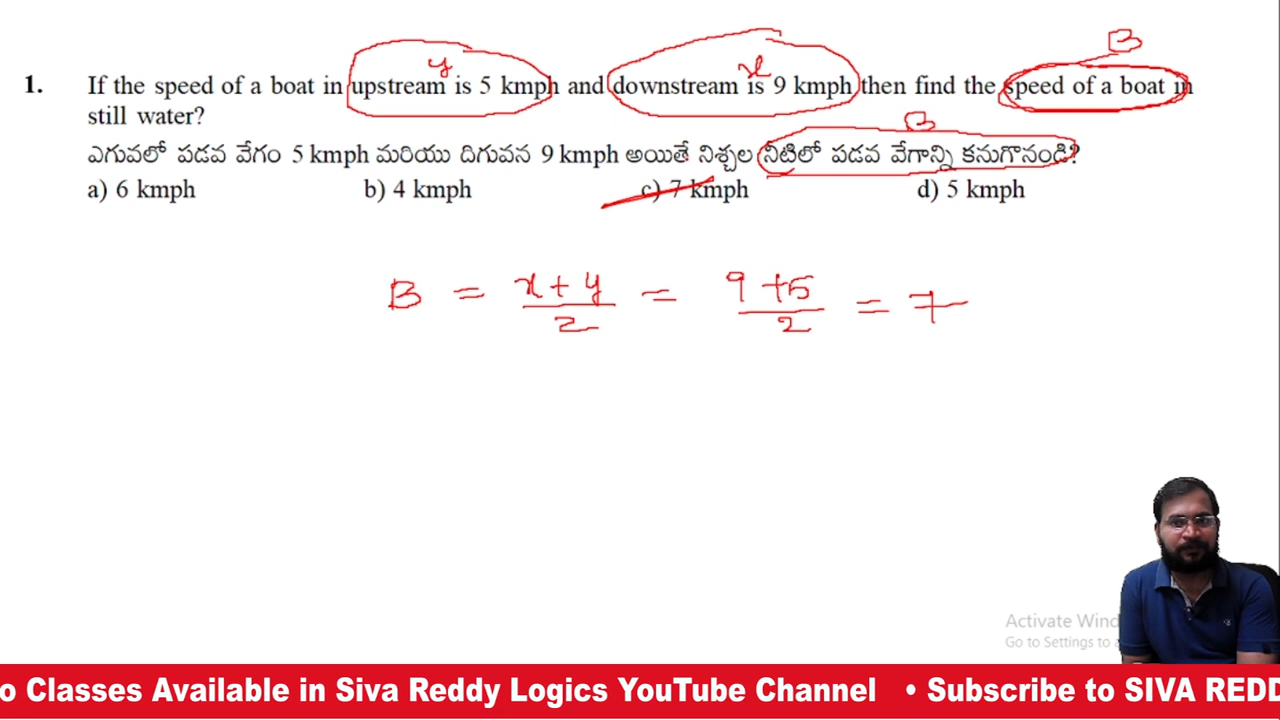 B
y
x
1. If the speed of a boat in upstream is 5 kmph and downstream is 9 kmph then find the speed of a boat in
still water?
B
ఎగువలో పడవ వేగం 5 kmph మరియు దిగువన 9 kmph అయితే నిశ్చల నీటిలో పడవ వేగాన్ని కనుగొనండి?
a) 6 kmph b) 4 kmph c) 7 kmph d) 5 kmph
B = x+y/2 = 9+5/2 = 7
Activate Wind
Go to Settings to a
o Classes Available in Siva Reddy Logics YouTube Channel • Subscribe to SIVA REDD